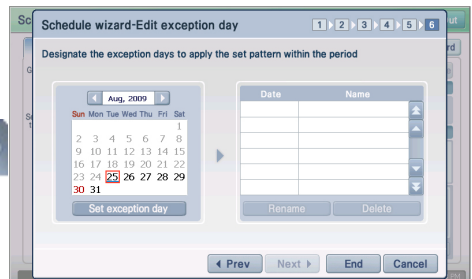 Sc
Schedule wizard-Edit exception day
1 2 3 4 5 6
ut
rd
Designate the exception days to apply the set pattern within the period
G
Aug, 2009
Sun Mon Tue Wed Thu Fri Sat
1
2 3 4 5 6 7 8
9 10 11 12 13 14 15
16 17 18 19 20 21 22
23 24 25 26 27 28 29
30 31
Set exception day
Date Name
Rename Delete
Prev Next End Cancel